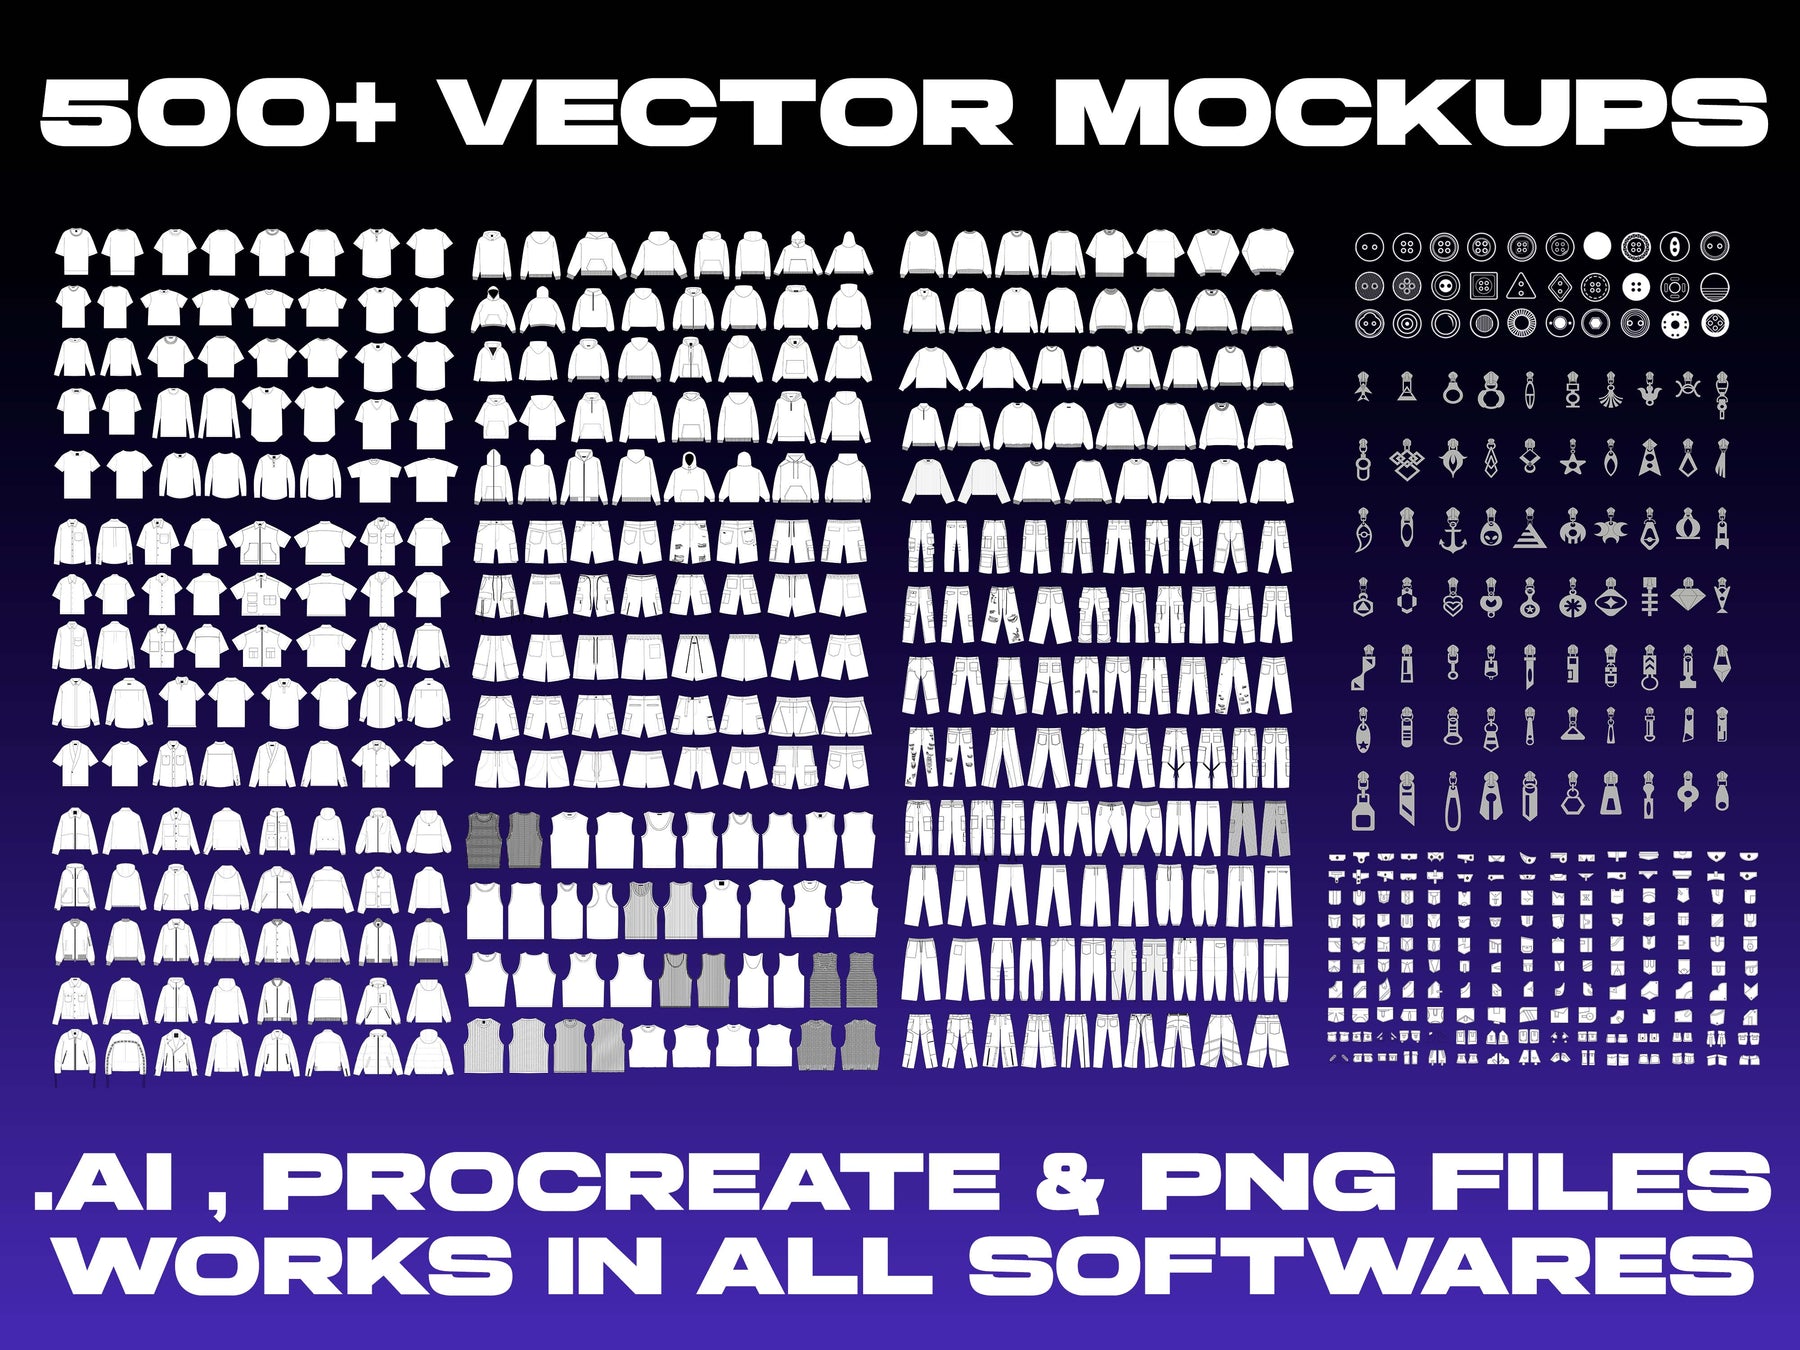 500+ VECTOR MOCKUPS
.AI , PROCREATE & PNG FILES
WORKS IN ALL SOFTWARES